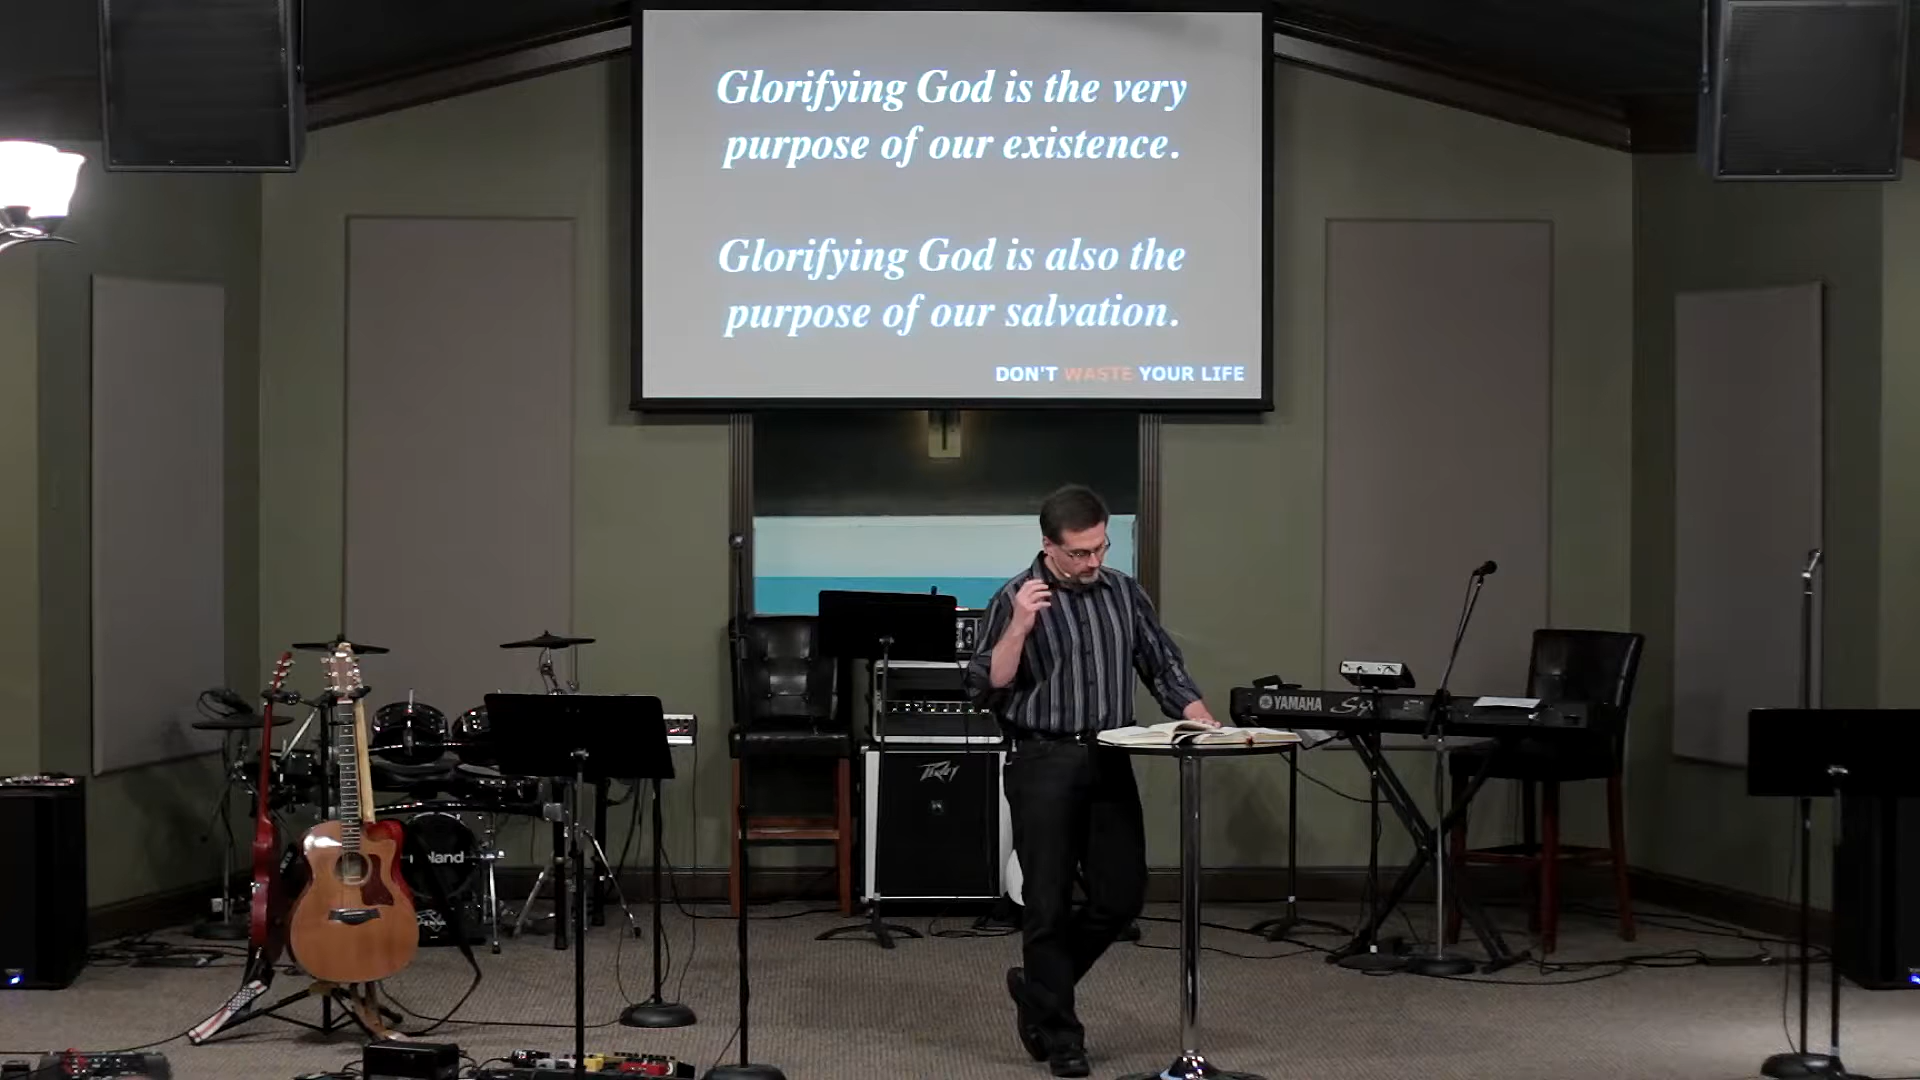 Glorifying God is the very
purpose of our existence.
Glorifying God is also the
purpose of our salvation.
DON'T WASTE YOUR LIFE
YAMAHA
PEAVEY
Roland